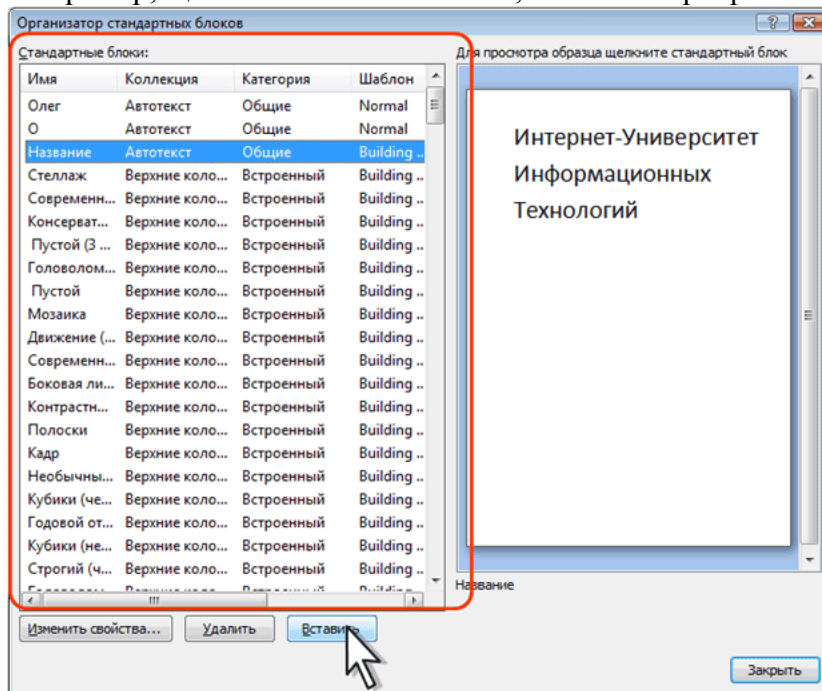 Организатор стандартных блоков
Стандартные блоки:
Для просмотра образца щелкните стандартный блок
Имя Коллекция Категория Шаблон
Олег Автотекст Общие Normal
О Автотекст Общие Normal
Название Автотекст Общие Building ..
Стеллаж Верхние коло... Встроенный Building ..
Современн... Верхние коло... Встроенный Building ..
Консерват... Верхние коло... Встроенный Building ..
Пустой (3 ... Верхние коло... Встроенный Building ..
Головолом... Верхние коло... Встроенный Building ..
Пустой Верхние коло... Встроенный Building ..
Мозаика Верхние коло... Встроенный Building ..
Движение (... Верхние коло... Встроенный Building ..
Современн... Верхние коло... Встроенный Building ..
Боковая ли... Верхние коло... Встроенный Building ..
Контрастн... Верхние коло... Встроенный Building ..
Полоски Верхние коло... Встроенный Building ..
Кадр Верхние коло... Встроенный Building ..
Необычны... Верхние коло... Встроенный Building ..
Кубики (че... Верхние коло... Встроенный Building ..
Годовой от... Верхние коло... Встроенный Building ..
Кубики (не... Верхние коло... Встроенный Building ..
Строгий (ч... Верхние коло... Встроенный Building ..
Интернет-Университет
Информационных
Технологий
Название
Изменить свойства... Удалить Вставить
Закрыть